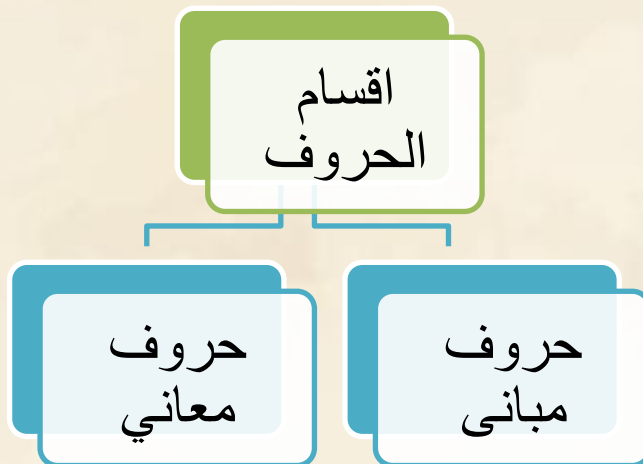 اقسام
الحروف
حروف
مبانى
حروف
معاني